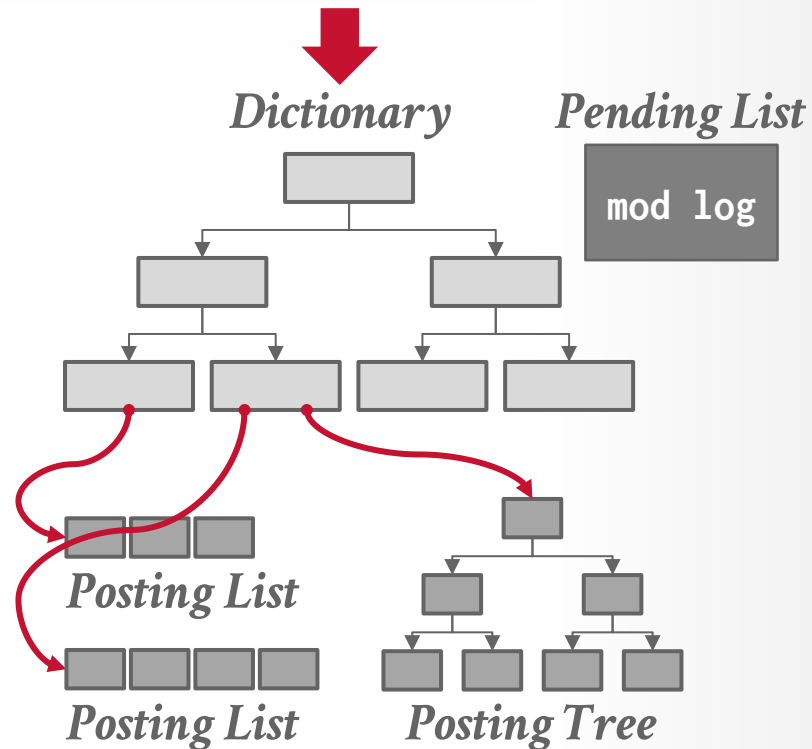 Dictionary
Pending List
mod log
Posting List
Posting List
Posting Tree